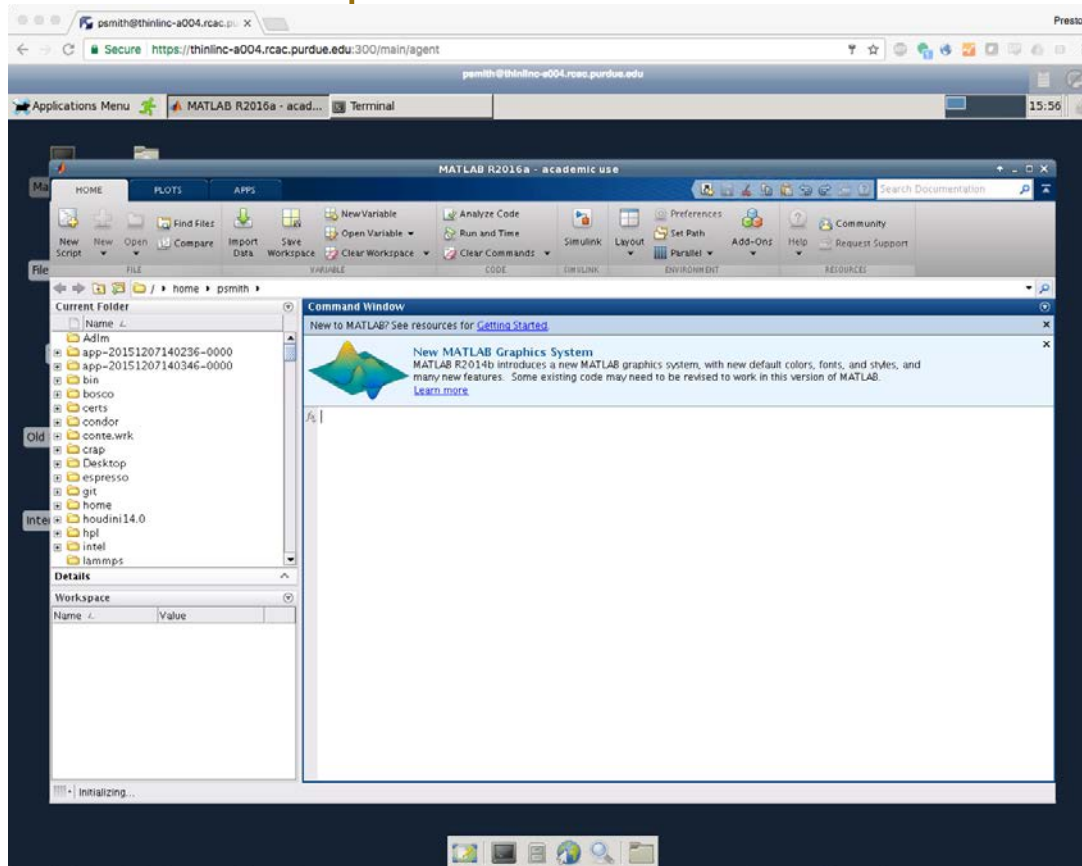 psmith@thinlinc-a004.rcac.pu
Presto
Secure https://thinlinc-a004.rcac.purdue.edu:300/main/agent
psmith@thinlinc-a004.rcac.purdue.edu
Applications Menu MATLAB R2016a - acad... Terminal 15:56
MATLAB R2016a - academic use
Ma
HOME PLOTS APPS Search Documentation
New Script New Open Find Files Compare Import Data Save Workspace New Variable Open Variable Clear Workspace Analyze Code Run and Time Clear Commands Simulink Layout Preferences Set Path Parallel Add-Ons Help Community Request Support
File
FILE VARIABLE CODE SIMULINK ENVIRONMENT RESOURCES
/ home psmith
Current Folder
Name
Adlm
app-20151207140236-0000
app-20151207140346-0000
bin
bosco
certs
condor
conte.wrk
crap
Desktop
espresso
git
home
houdini14.0
hpl
intel
lammps
Old
Inte
Details
Workspace
Name Value
Command Window
New to MATLAB? See resources for Getting Started.
New MATLAB Graphics System
MATLAB R2014b introduces a new MATLAB graphics system, with new default colors, fonts, and styles, and
many new features. Some existing code may need to be revised to work in this version of MATLAB.
Learn more
fx
Initializing...